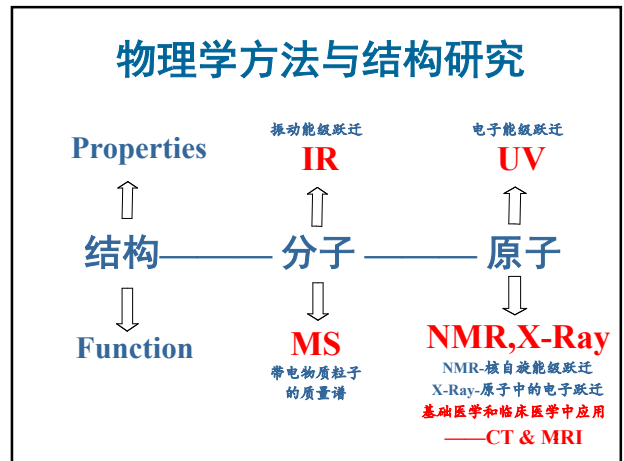 物理学方法与结构研究
振动能级跃迁
电子能级跃迁
Properties
IR
UV
结构——— 分子 ——— 原子
Function
MS
NMR,X-Ray
带电物质粒子
的质量谱
NMR-核自旋能级跃迁
X-Ray-原子中的电子跃迁
基础医学和临床医学中应用
——CT & MRI